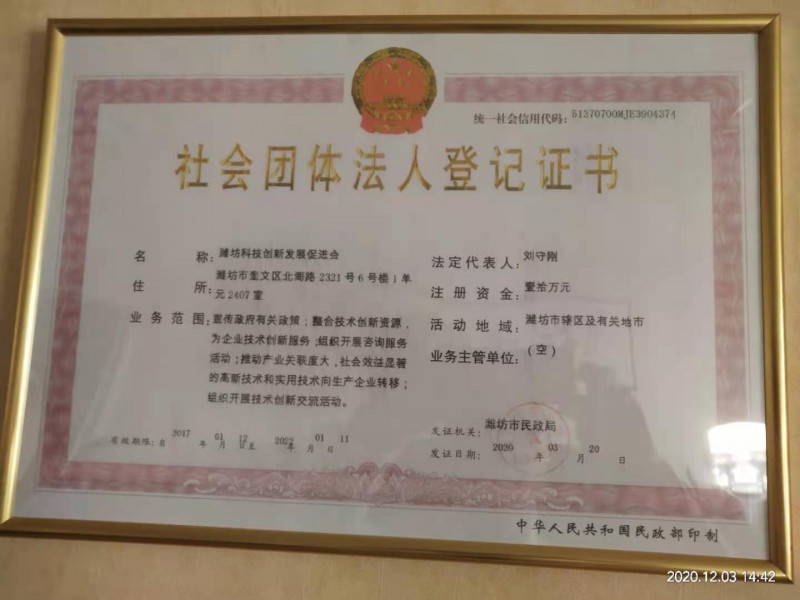 统一社会信用代码：51370700MJE3904374
社会团体法人登记证书
名称：潍坊科技创新发展促进会
住所：潍坊市奎文区北海路2321号6号楼1单
元2407室
业务范围：宣传政府有关政策；整合技术创新资源，
为企业技术创新服务；组织开展咨询服务
活动；推动产业关联度大，社会效益显著
的高新技术和实用技术向生产企业转移；
组织开展技术创新交流活动。
有效期限：自2017年01月12日至2022年01月11日
法定代表人：刘守刚
注册资金：壹拾万元
活动地域：潍坊市辖区及有关地市
业务主管单位：（空）
发证机关：潍坊市民政局
发证日期：2020年03月20日
中华人民共和国民政部印制
2020.12.03 14:42